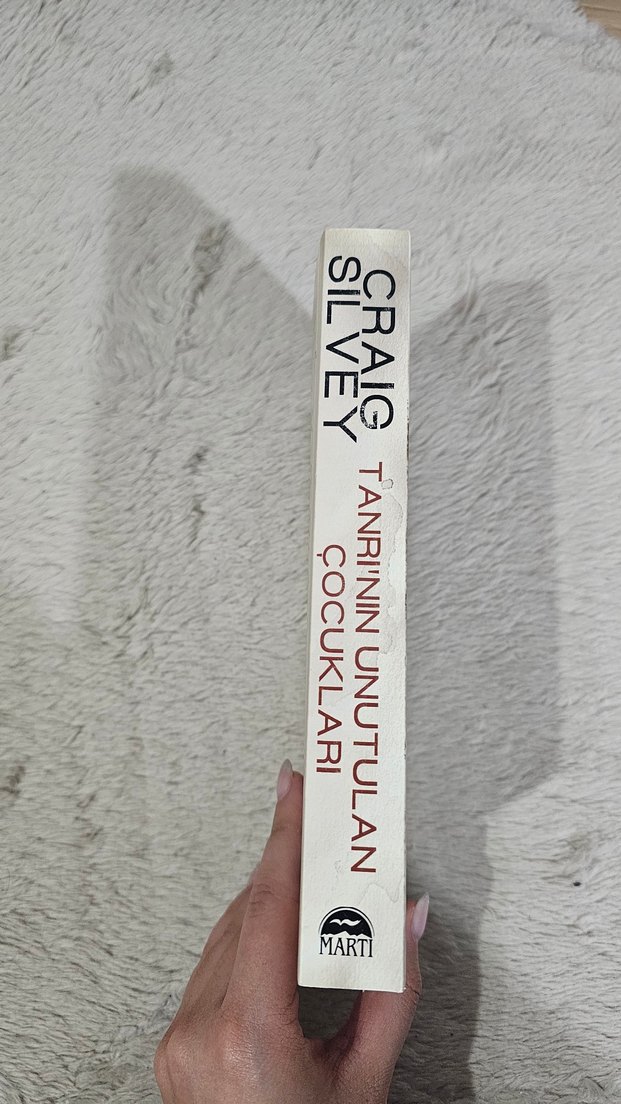 CRAIG
SILVEY
TANRI'NIN UNUTULAN
ÇOCUKLARI
MARTI